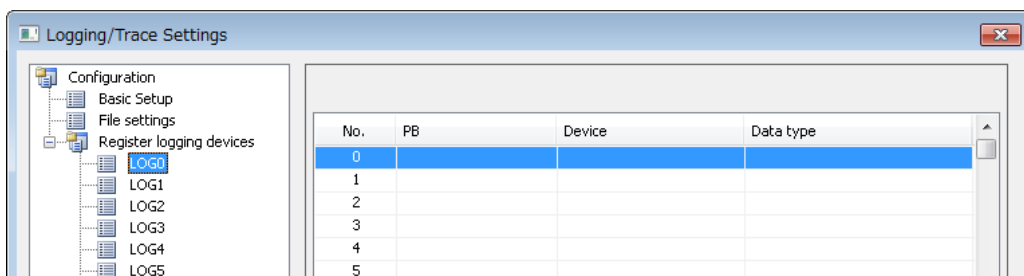 Logging/Trace Settings
Configuration
Basic Setup
File settings
Register logging devices
LOG0
LOG1
LOG2
LOG3
LOG4
LOG5
No. PB Device Data type
0
1
2
3
4
5